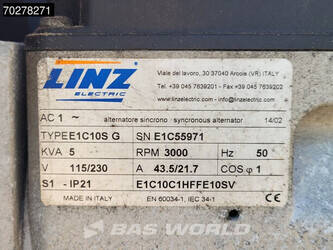 70278271
LINZ
ELECTRIC
Viale del lavoro, 30 37040 Arcole (VR) ITALY
Tel. +39 045 7639201 - Fax +39 045 7639202
www.linzelectric.com - info@linzelectric.com
AC 1 ~ alternatore sincrono - syncronous alternator 14/02
TYPE E1C10S G SN E1C55971
KVA 5 RPM 3000 Hz 50
V 115/230 A 43.5/21.7 COS φ 1
S1 - IP21 E1C10C1HFFE10SV
MADE IN ITALY EN 60034-1, IEC 34-1
BAS World